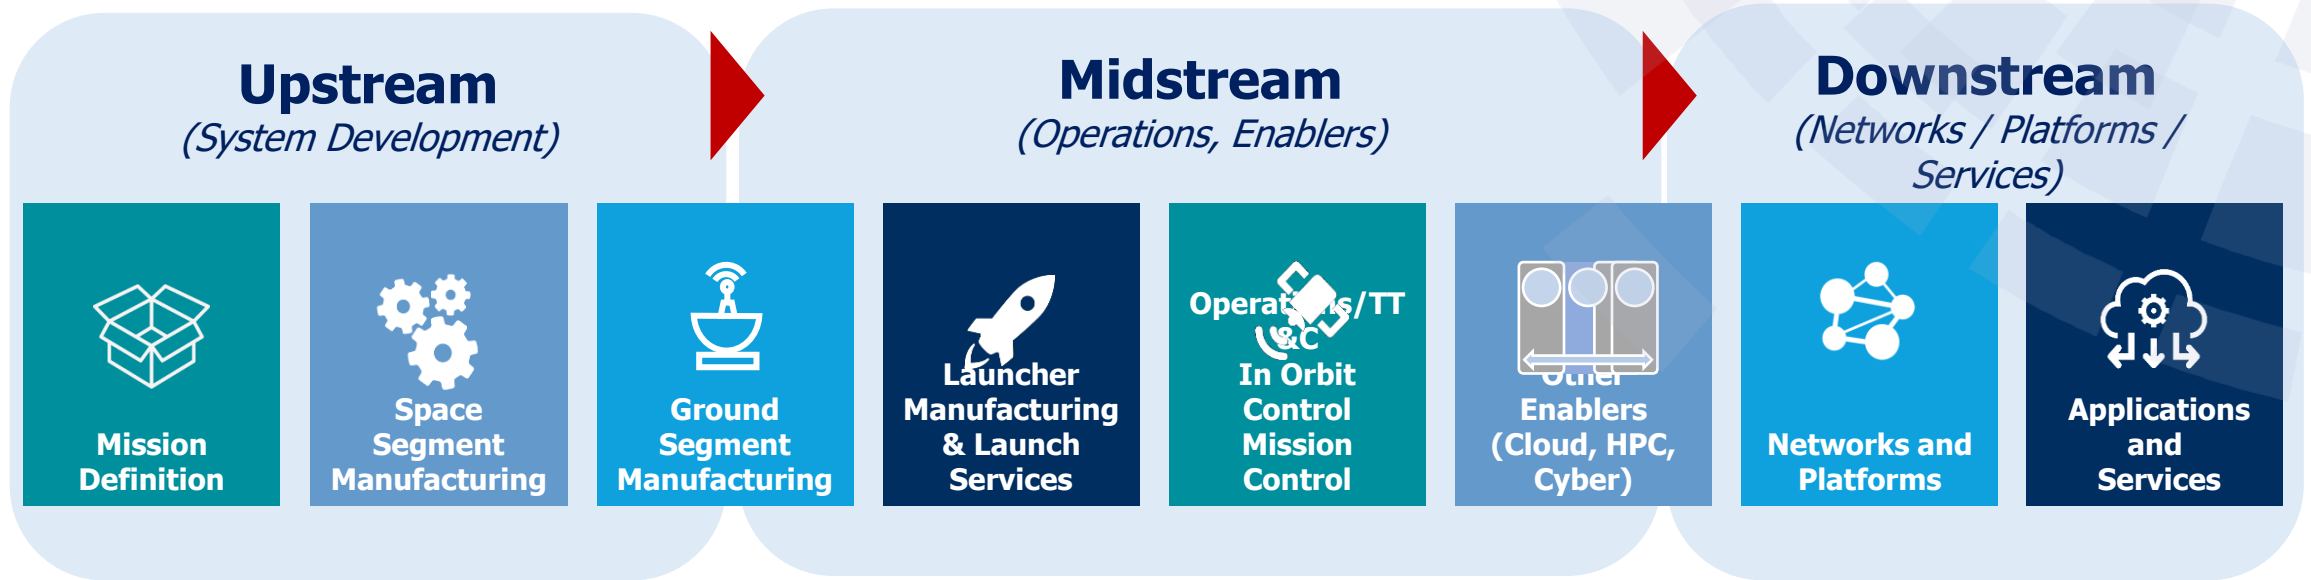 Upstream
(System Development)
Midstream
(Operations, Enablers)
Downstream
(Networks / Platforms /
Services)
Mission
Definition
Space
Segment
Manufacturing
Ground
Segment
Manufacturing
Launcher
Manufacturing
& Launch
Services
Operations/TT
&C
In Orbit
Control
Mission
Control
Other
Enablers
(Cloud, HPC,
Cyber)
Networks and
Platforms
Applications
and
Services